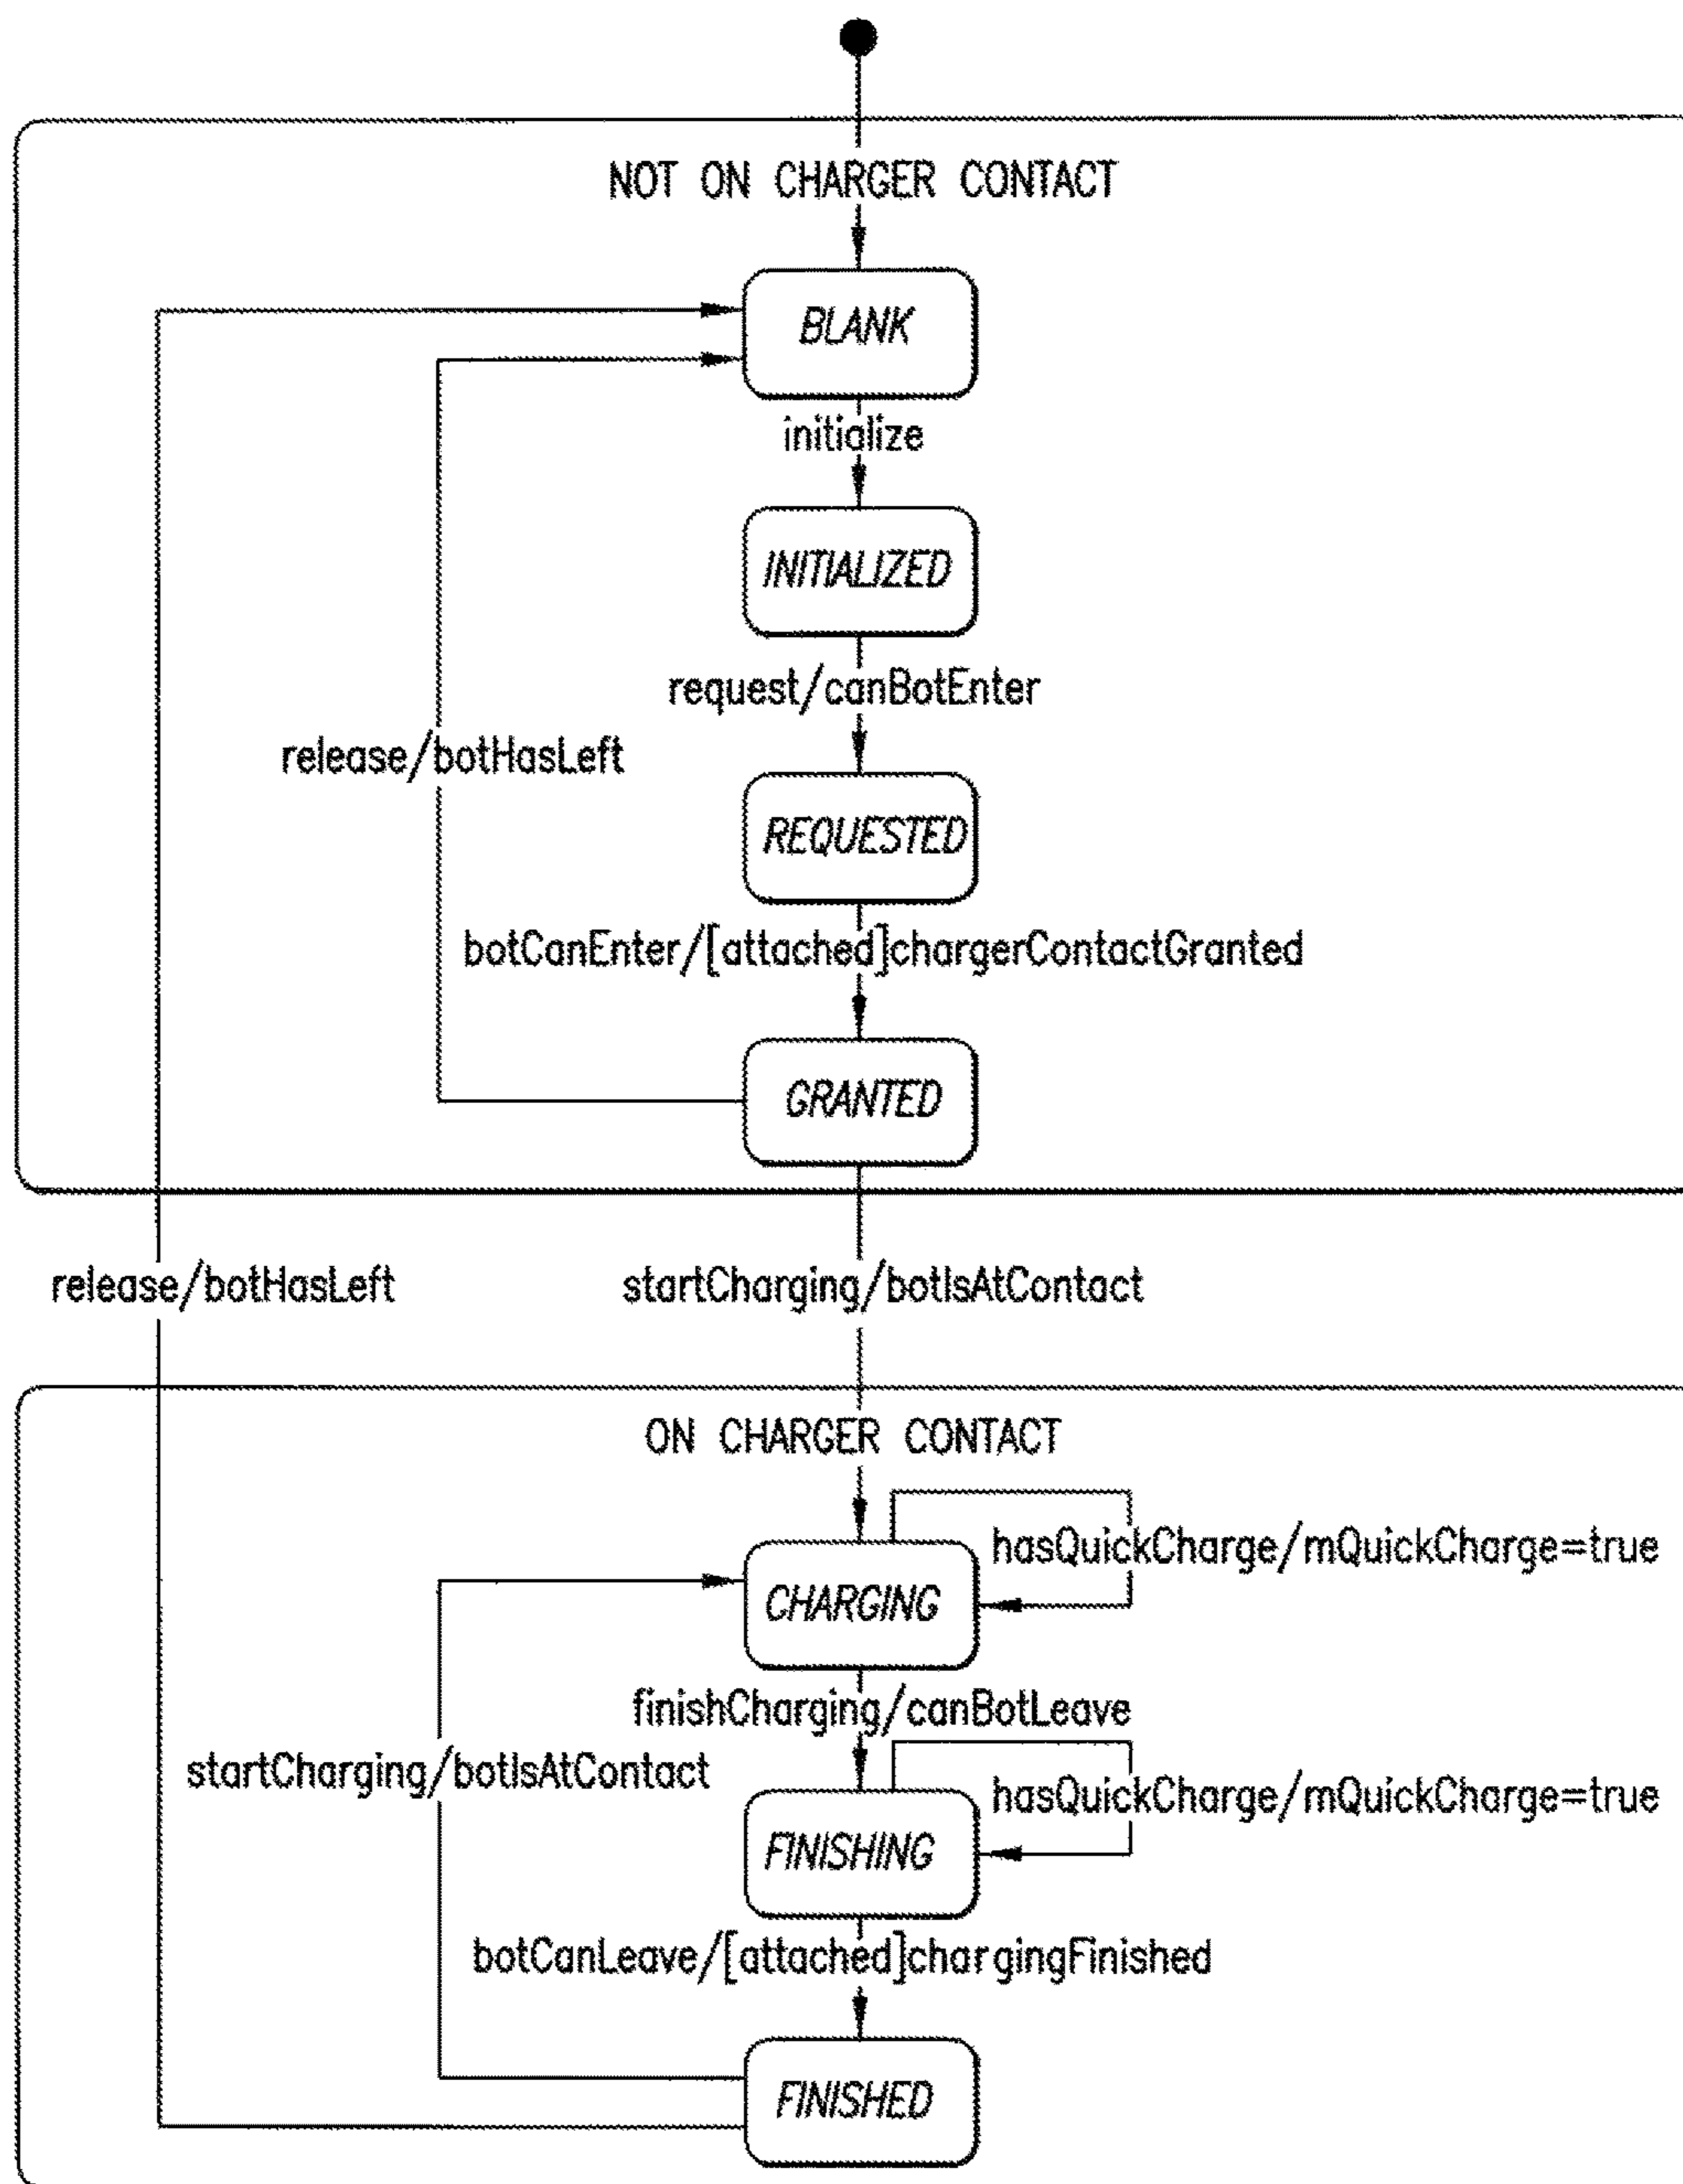 NOT ON CHARGER CONTACT
BLANK
initialize
INITIALIZED
request/canBotEnter
release/botHasLeft
REQUESTED
botCanEnter/[attached]chargerContactGranted
GRANTED
release/botHasLeft
startCharging/botIsAtContact
ON CHARGER CONTACT
hasQuickCharge/mQuickCharge=true
CHARGING
finishCharging/canBotLeave
startCharging/botIsAtContact
hasQuickCharge/mQuickCharge=true
FINISHING
botCanLeave/[attached]chargingFinished
FINISHED